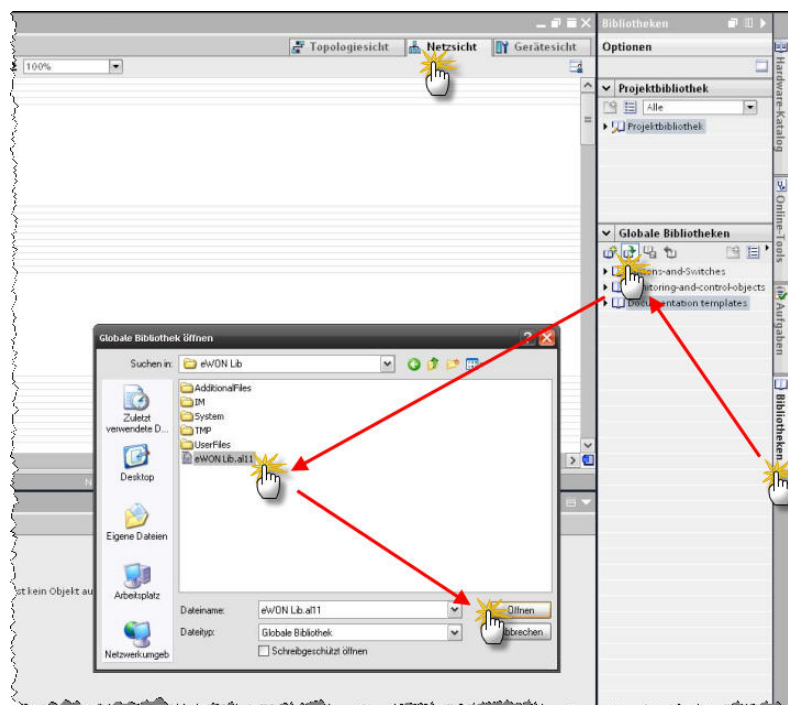 Bibliotheken
Topologiesicht
Netzsicht
Gerätesicht
Optionen
100%
Projektbibliothek
Alle
Projektbibliothek
Globale Bibliotheken
ons-and-Switches
nitoring-and-control-objects
Documentation templates
Hardware-Katalog
Online-Tools
Aufgaben
Bibliotheken
Globale Bibliothek öffnen
Suchen in:
eWON Lib
AdditionalFiles
IM
System
TMP
UserFiles
eWON Lib.al11
Zuletzt
verwendete D...
Desktop
Eigene Dateien
Arbeitsplatz
Netzwerkumgeb
Dateiname:
eWON Lib.al11
Öffnen
Dateityp:
Globale Bibliothek
bbrechen
Schreibgeschützt öffnen
st kein Objekt au